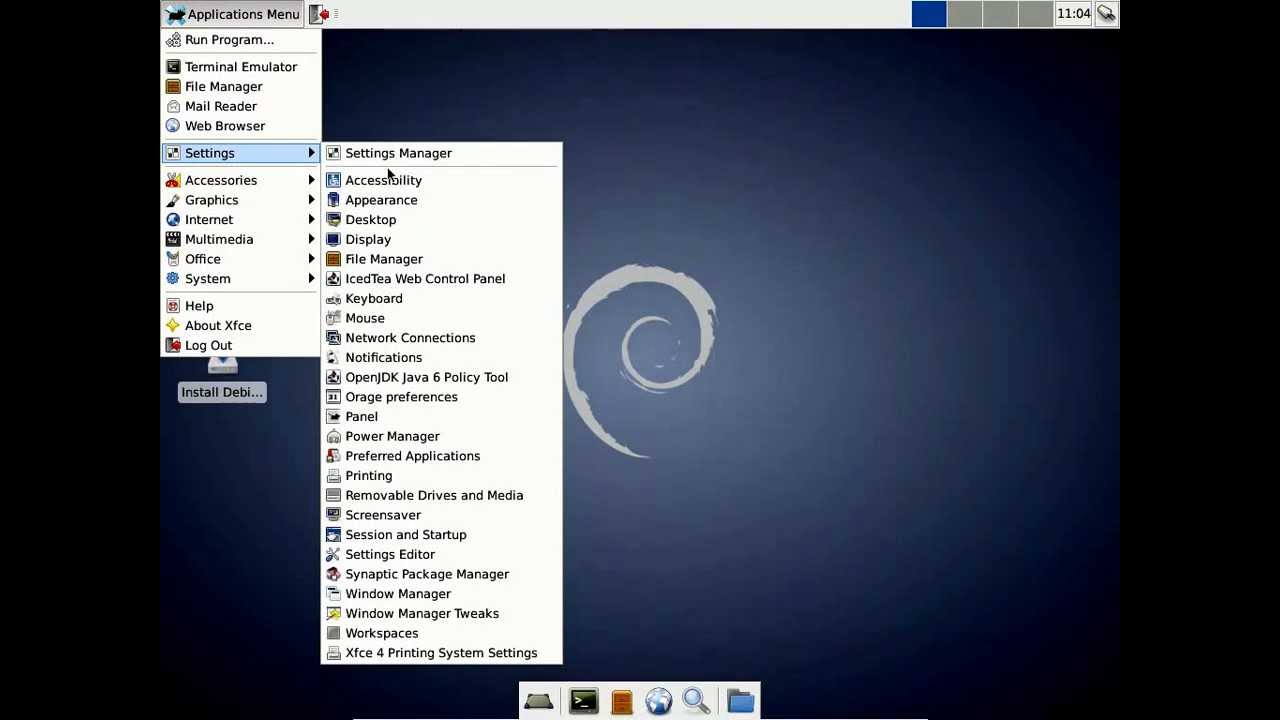 Applications Menu
11:04
Run Program...
Terminal Emulator
File Manager
Mail Reader
Web Browser
Settings
Accessories
Graphics
Internet
Multimedia
Office
System
Help
About Xfce
Log Out
Settings Manager
Accessibility
Appearance
Desktop
Display
File Manager
IcedTea Web Control Panel
Keyboard
Mouse
Network Connections
Notifications
OpenJDK Java 6 Policy Tool
Orage preferences
Panel
Power Manager
Preferred Applications
Printing
Removable Drives and Media
Screensaver
Session and Startup
Settings Editor
Synaptic Package Manager
Window Manager
Window Manager Tweaks
Workspaces
Xfce 4 Printing System Settings
Install Debi...